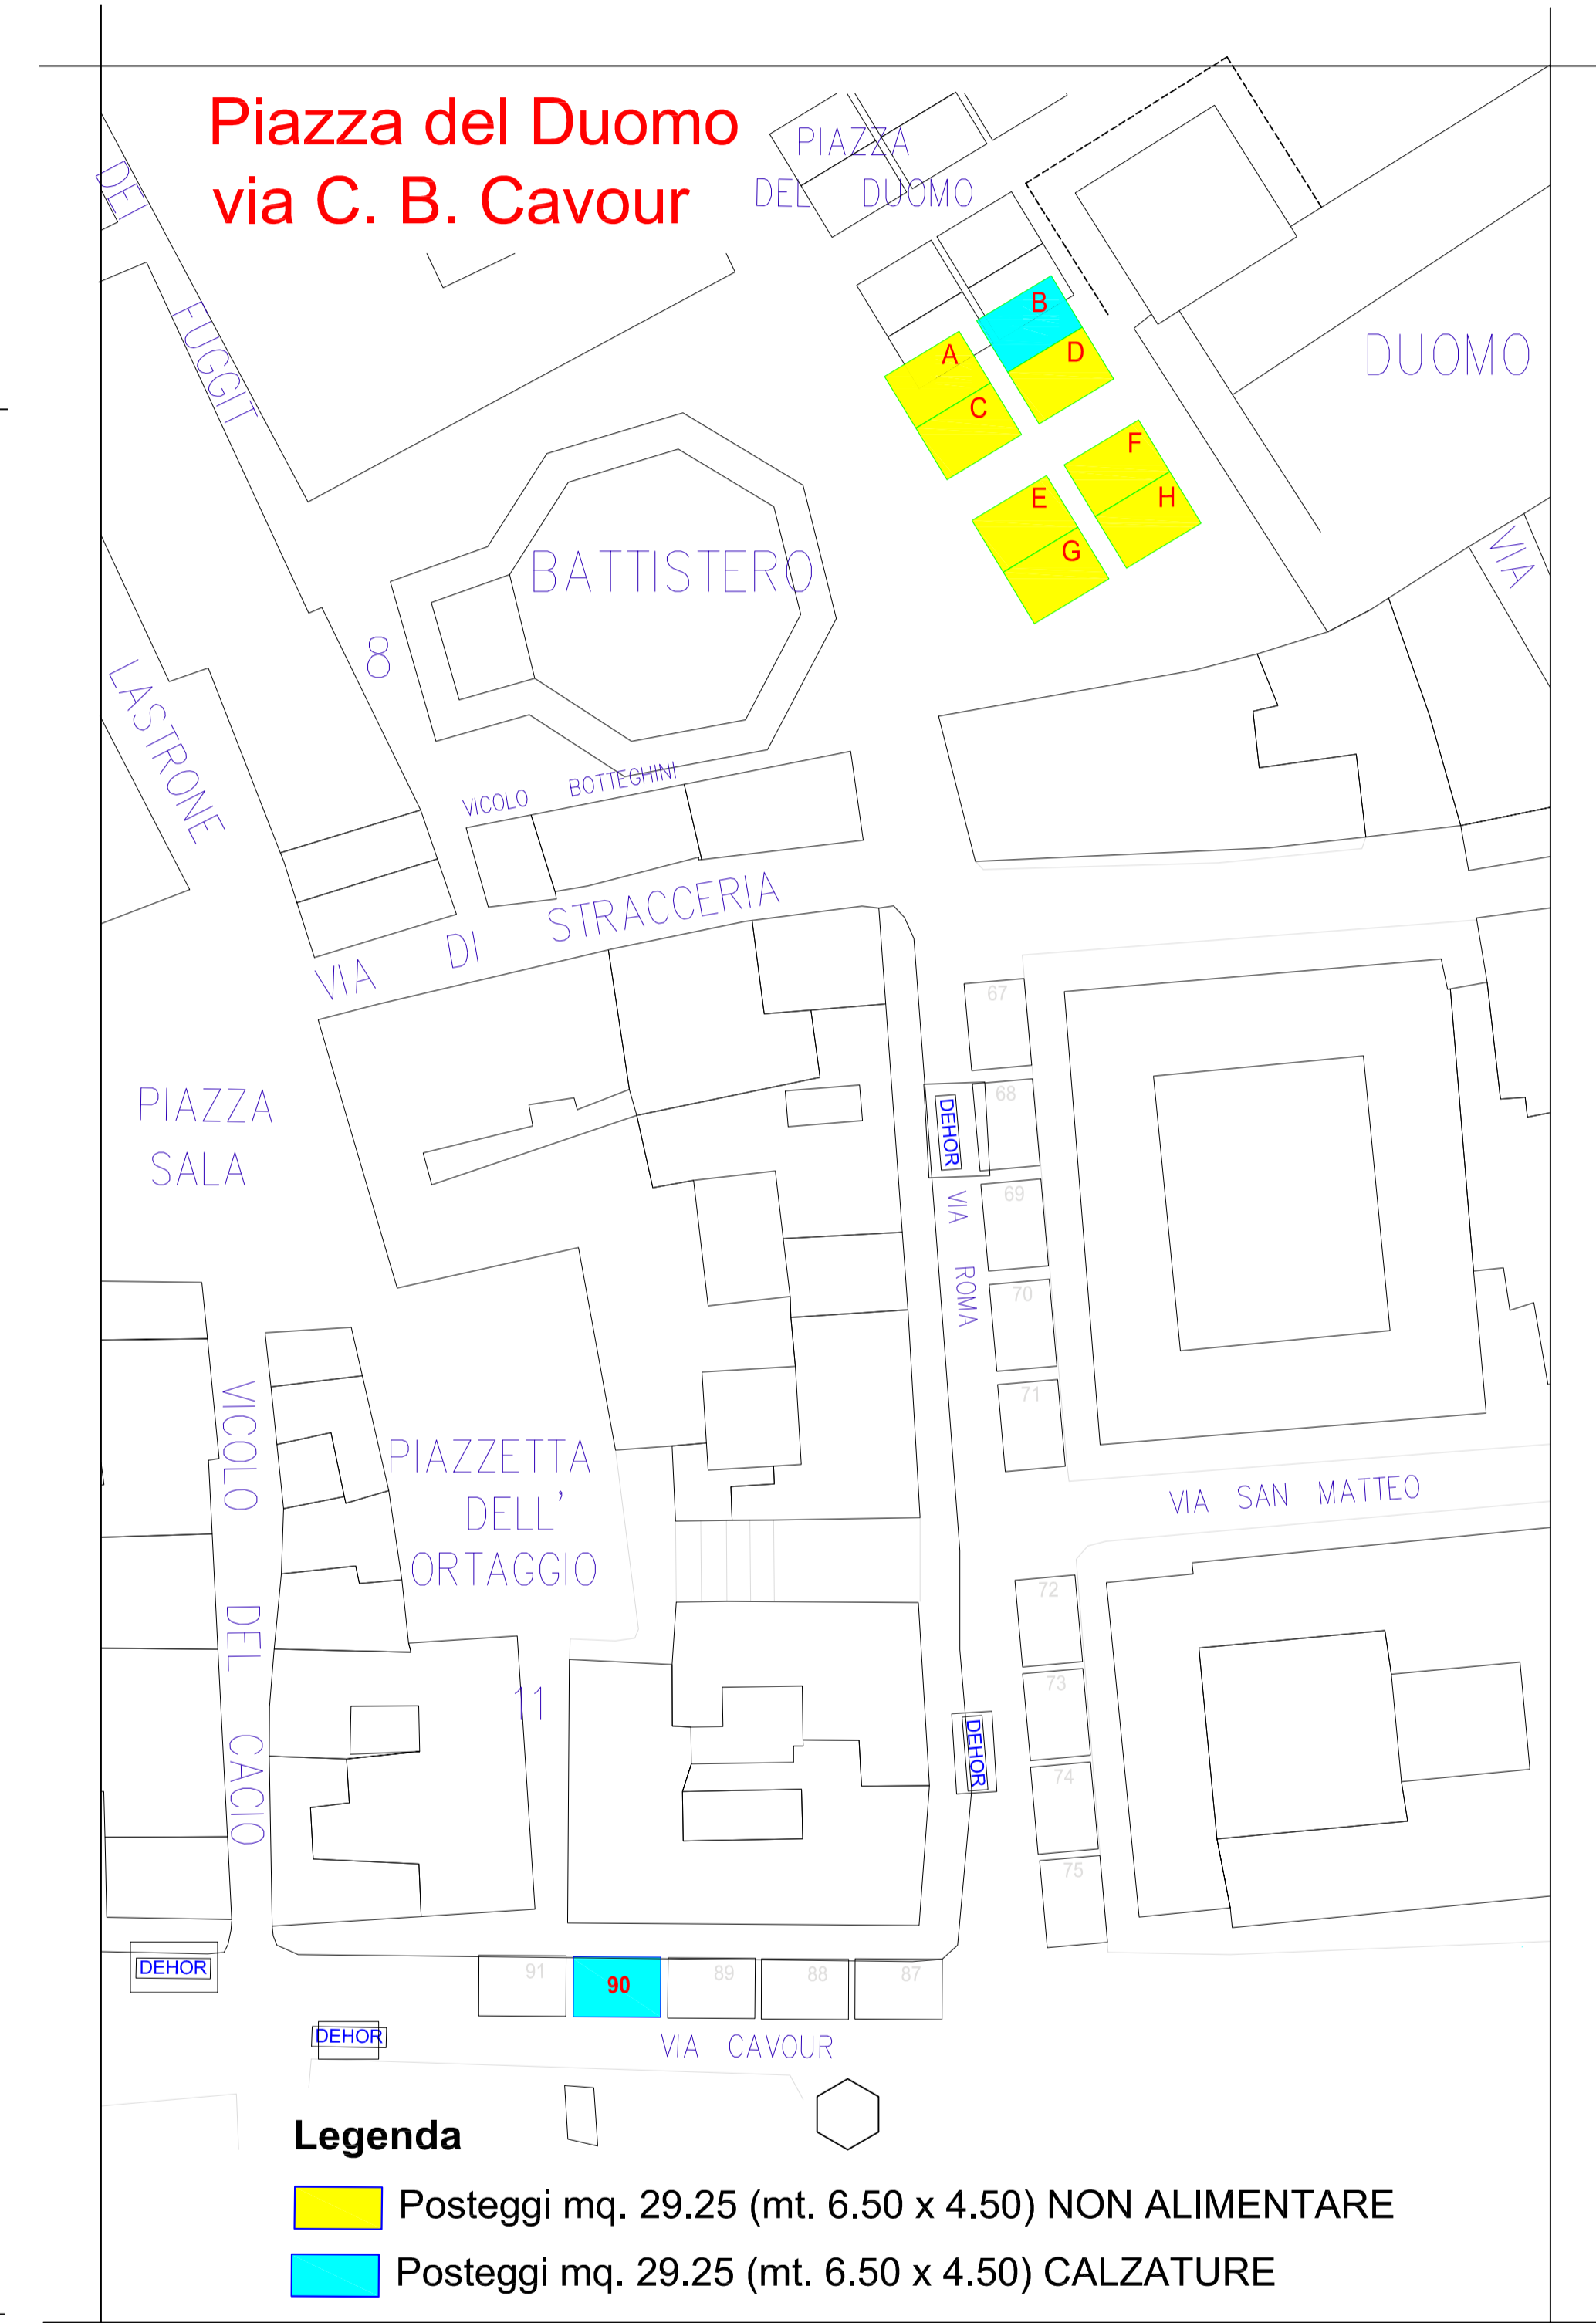 Piazza del Duomo
via C. B. Cavour
PIAZZA
DEL DUOMO
DEI
FUGGIT
DUOMO
B
A
D
C
F
E
H
G
BATTISTERO
VIA
8
LASTRONE
VICOLO BOTTEGHINI
VIA DI STRACCERIA
67
PIAZZA
SALA
68
DEHOR
69
VIA ROMA
70
71
VICOLO DEL CACIO
PIAZZETTA
DELL'
ORTAGGIO
VIA SAN MATTEO
72
73
11
DEHOR
74
75
DEHOR
91
90
89
88
87
DEHOR
VIA CAVOUR
Legenda
Posteggi mq. 29.25 (mt. 6.50 x 4.50) NON ALIMENTARE
Posteggi mq. 29.25 (mt. 6.50 x 4.50) CALZATURE